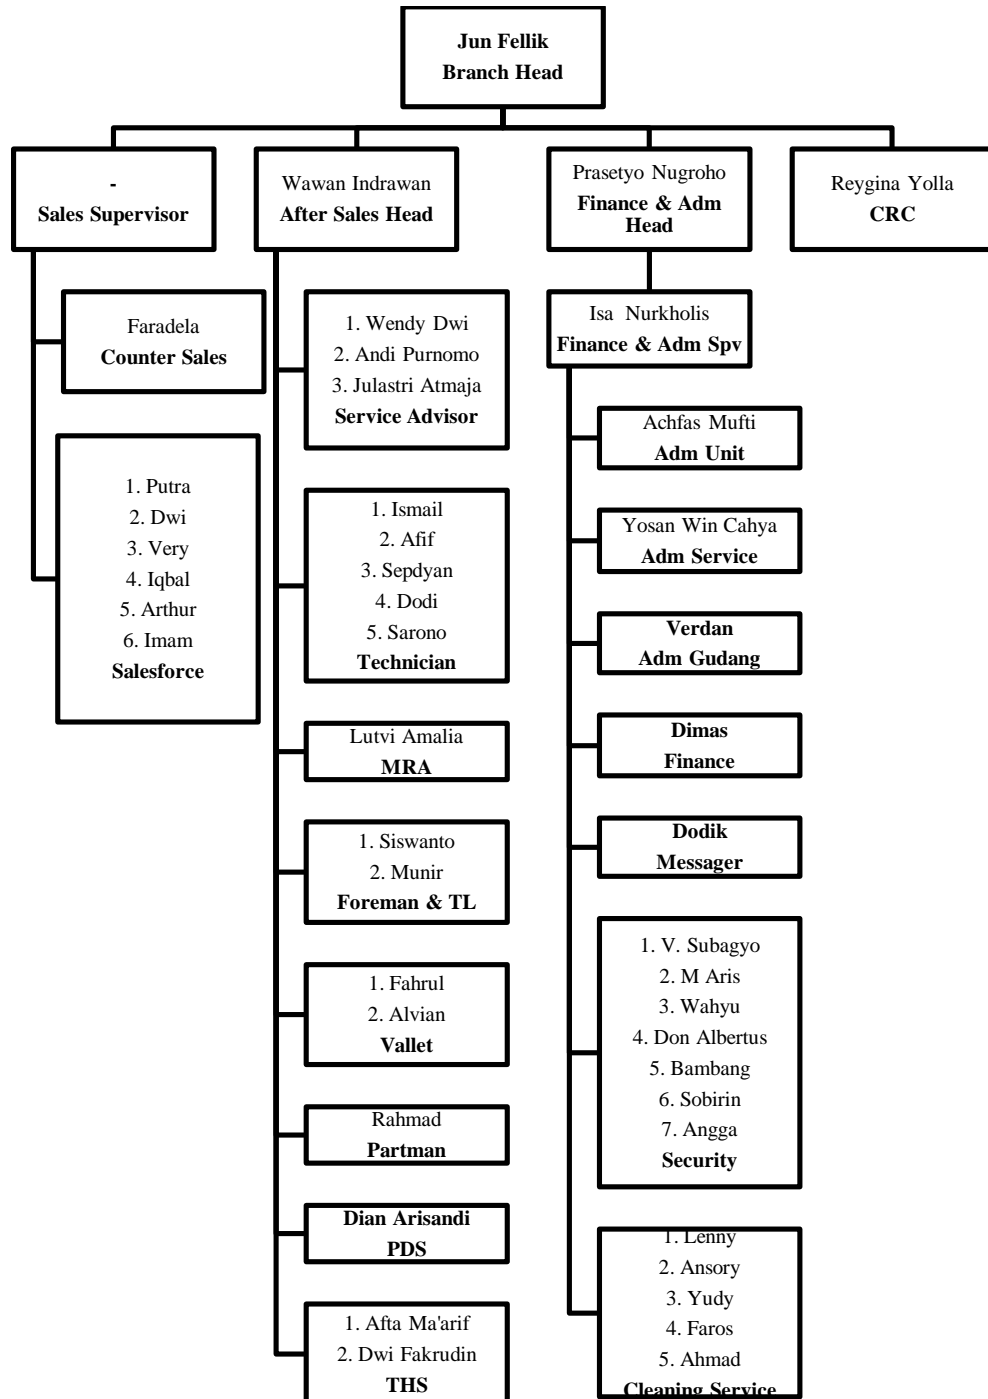 Jun Fellik
Branch Head
-
Sales Supervisor
Wawan Indrawan
After Sales Head
Prasetyo Nugroho
Finance & Adm
Head
Reygina Yolla
CRC
Faradela
Counter Sales
1. Putra
2. Dwi
3. Very
4. Iqbal
5. Arthur
6. Imam
Salesforce
1. Wendy Dwi
2. Andi Purnomo
3. Julastri Atmaja
Service Advisor
1. Ismail
2. Afif
3. Sepdyan
4. Dodi
5. Sarono
Technician
Lutvi Amalia
MRA
1. Siswanto
2. Munir
Foreman & TL
1. Fahrul
2. Alvian
Vallet
Rahmad
Partman
Dian Arisandi
PDS
1. Afta Ma'arif
2. Dwi Fakrudin
THS
Isa Nurkholis
Finance & Adm Spv
Achfas Mufti
Adm Unit
Yosan Win Cahya
Adm Service
Verdan
Adm Gudang
Dimas
Finance
Dodik
Messager
1. V. Subagyo
2. M Aris
3. Wahyu
4. Don Albertus
5. Bambang
6. Sobirin
7. Angga
Security
1. Lenny
2. Ansory
3. Yudy
4. Faros
5. Ahmad
Cleaning Service